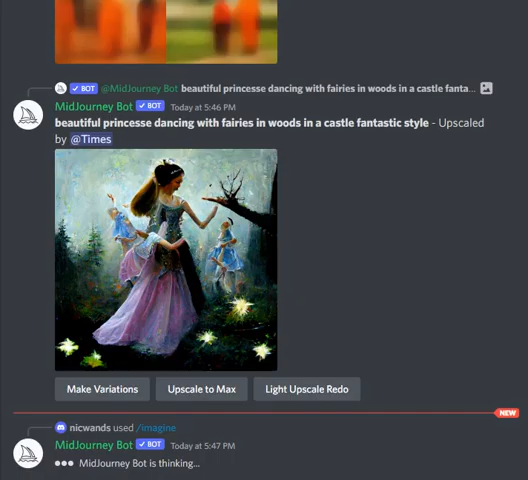 BOT @MidJourney Bot beautiful princesse dancing with fairies in woods in a castle fanta...
MidJourney Bot BOT Today at 5:46 PM
beautiful princesse dancing with fairies in woods in a castle fantastic style - Upscaled
by @Times
Make Variations Upscale to Max Light Upscale Redo
NEW
nicwands used /imagine
MidJourney Bot BOT Today at 5:47 PM
MidJourney Bot is thinking...